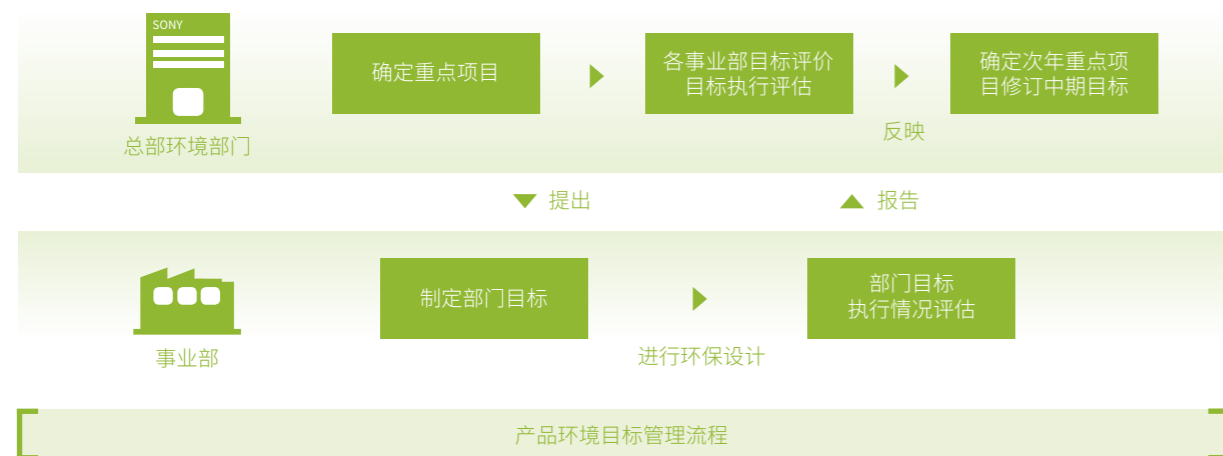 SONY
总部环境部门
确定重点项目
各事业部目标评价
目标执行评估
反映
确定次年重点项
目修订中期目标
提出
报告
事业部
制定部门目标
进行环保设计
部门目标
执行情况评估
产品环境目标管理流程